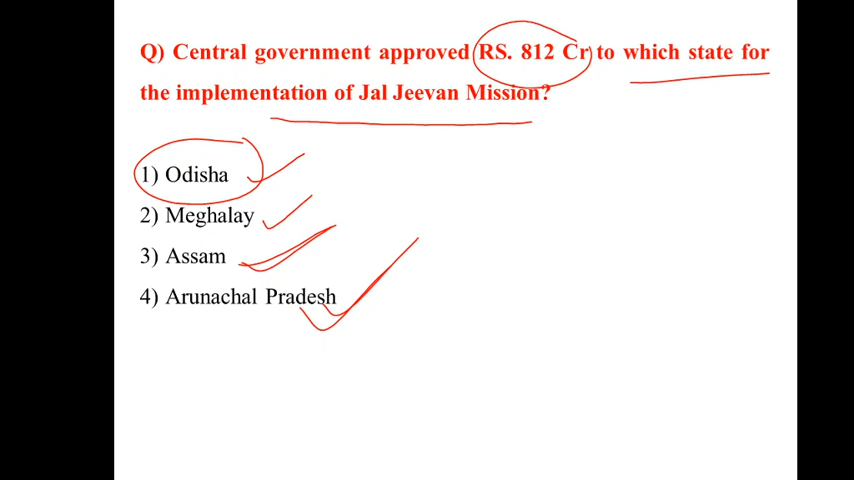 Q) Central government approved RS. 812 Cr to which state for
the implementation of Jal Jeevan Mission?
1) Odisha
2) Meghalay
3) Assam
4) Arunachal Pradesh